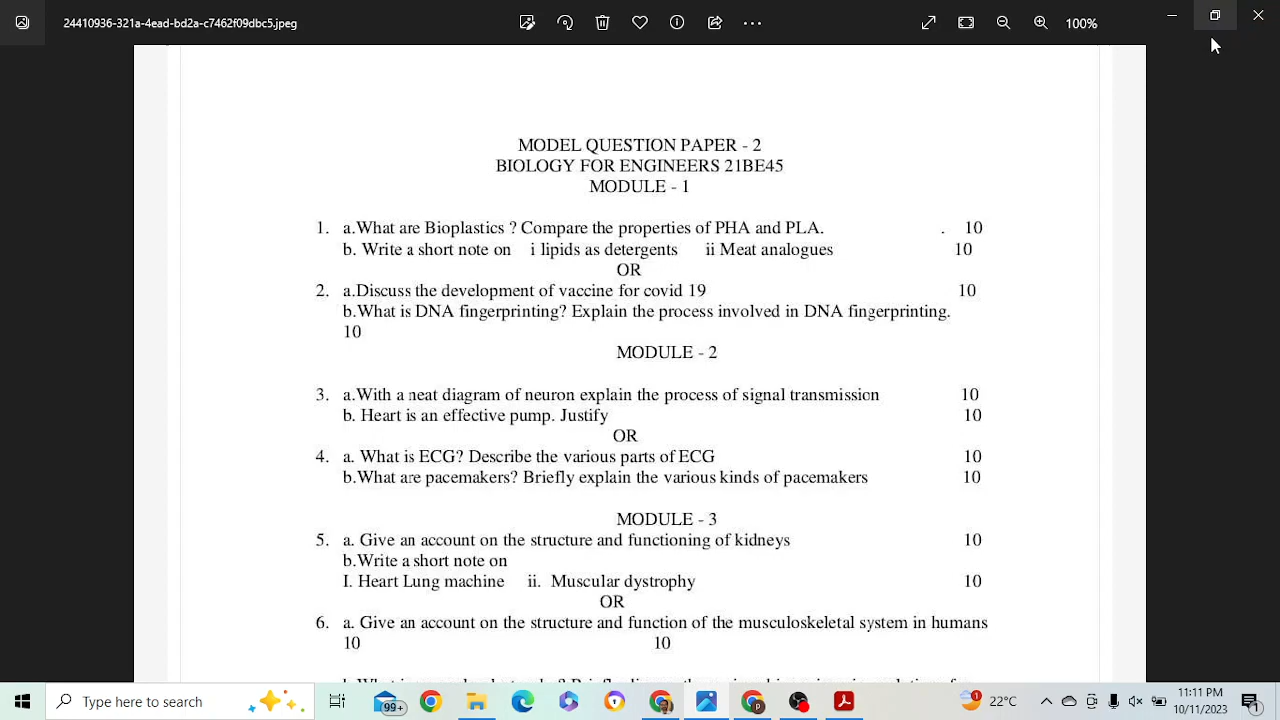 24410936-321a-4ead-bd2a-c7462f09dbc5.jpeg
100%
MODEL QUESTION PAPER - 2
BIOLOGY FOR ENGINEERS 21BE45
MODULE - 1
1. a.What are Bioplastics ? Compare the properties of PHA and PLA. . 10
b. Write a short note on i lipids as detergents ii Meat analogues 10
OR
2. a.Discuss the development of vaccine for covid 19 10
b.What is DNA fingerprinting? Explain the process involved in DNA fingerprinting.
10
MODULE - 2
3. a.With a neat diagram of neuron explain the process of signal transmission 10
b. Heart is an effective pump. Justify 10
OR
4. a. What is ECG? Describe the various parts of ECG 10
b.What are pacemakers? Briefly explain the various kinds of pacemakers 10
MODULE - 3
5. a. Give an account on the structure and functioning of kidneys 10
b.Write a short note on
I. Heart Lung machine ii. Muscular dystrophy 10
OR
6. a. Give an account on the structure and function of the musculoskeletal system in humans
10 10
Type here to search
99+
1
22°C
11:11 PM
10/11/2023
1